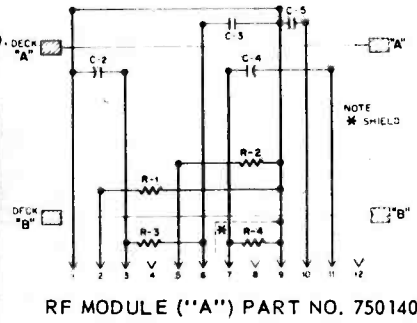 C-5
C-3
DECK "A"
"A"
C-2
C-4
NOTE
* SHIELD
R-2
R-1
DECK "B"
*
"B"
R-3
R-4
1 2 3 4 5 6 7 8 9 10 11 12
RF MODULE ("A") PART NO. 750140